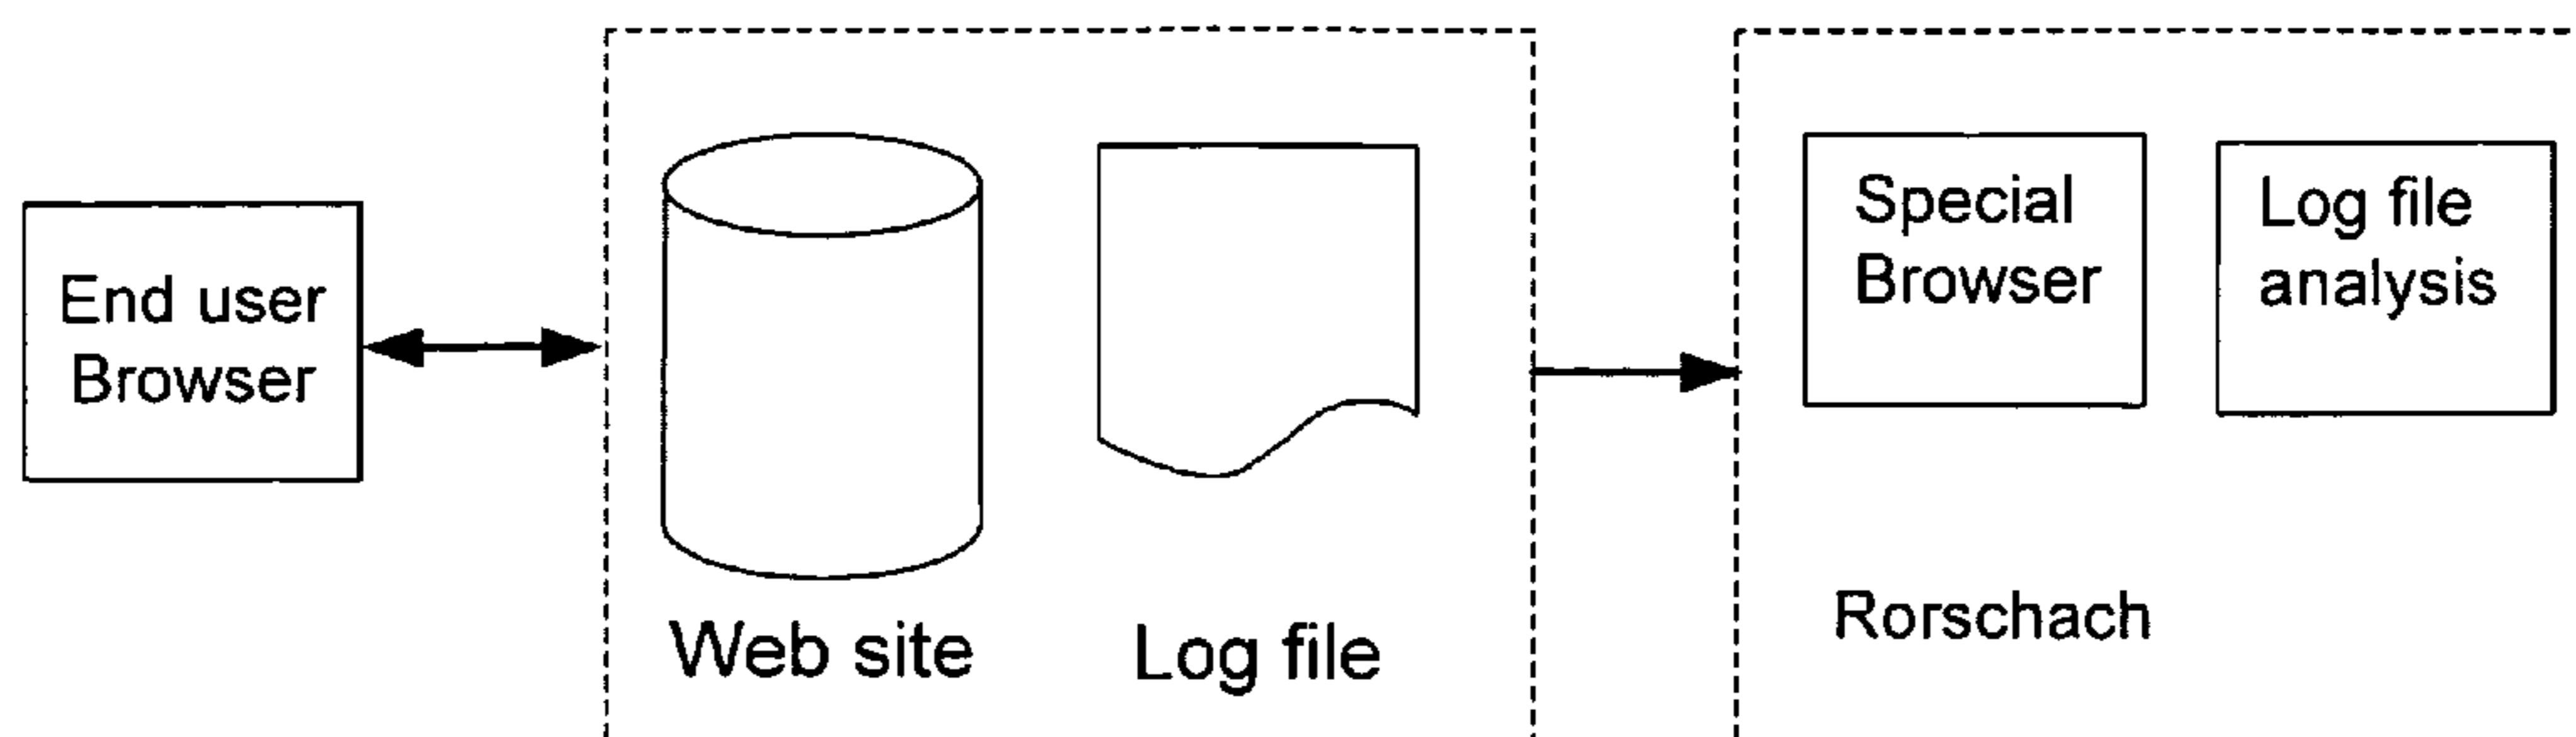 End user
Browser
Web site
Log file
Special
Browser
Log file
analysis
Rorschach